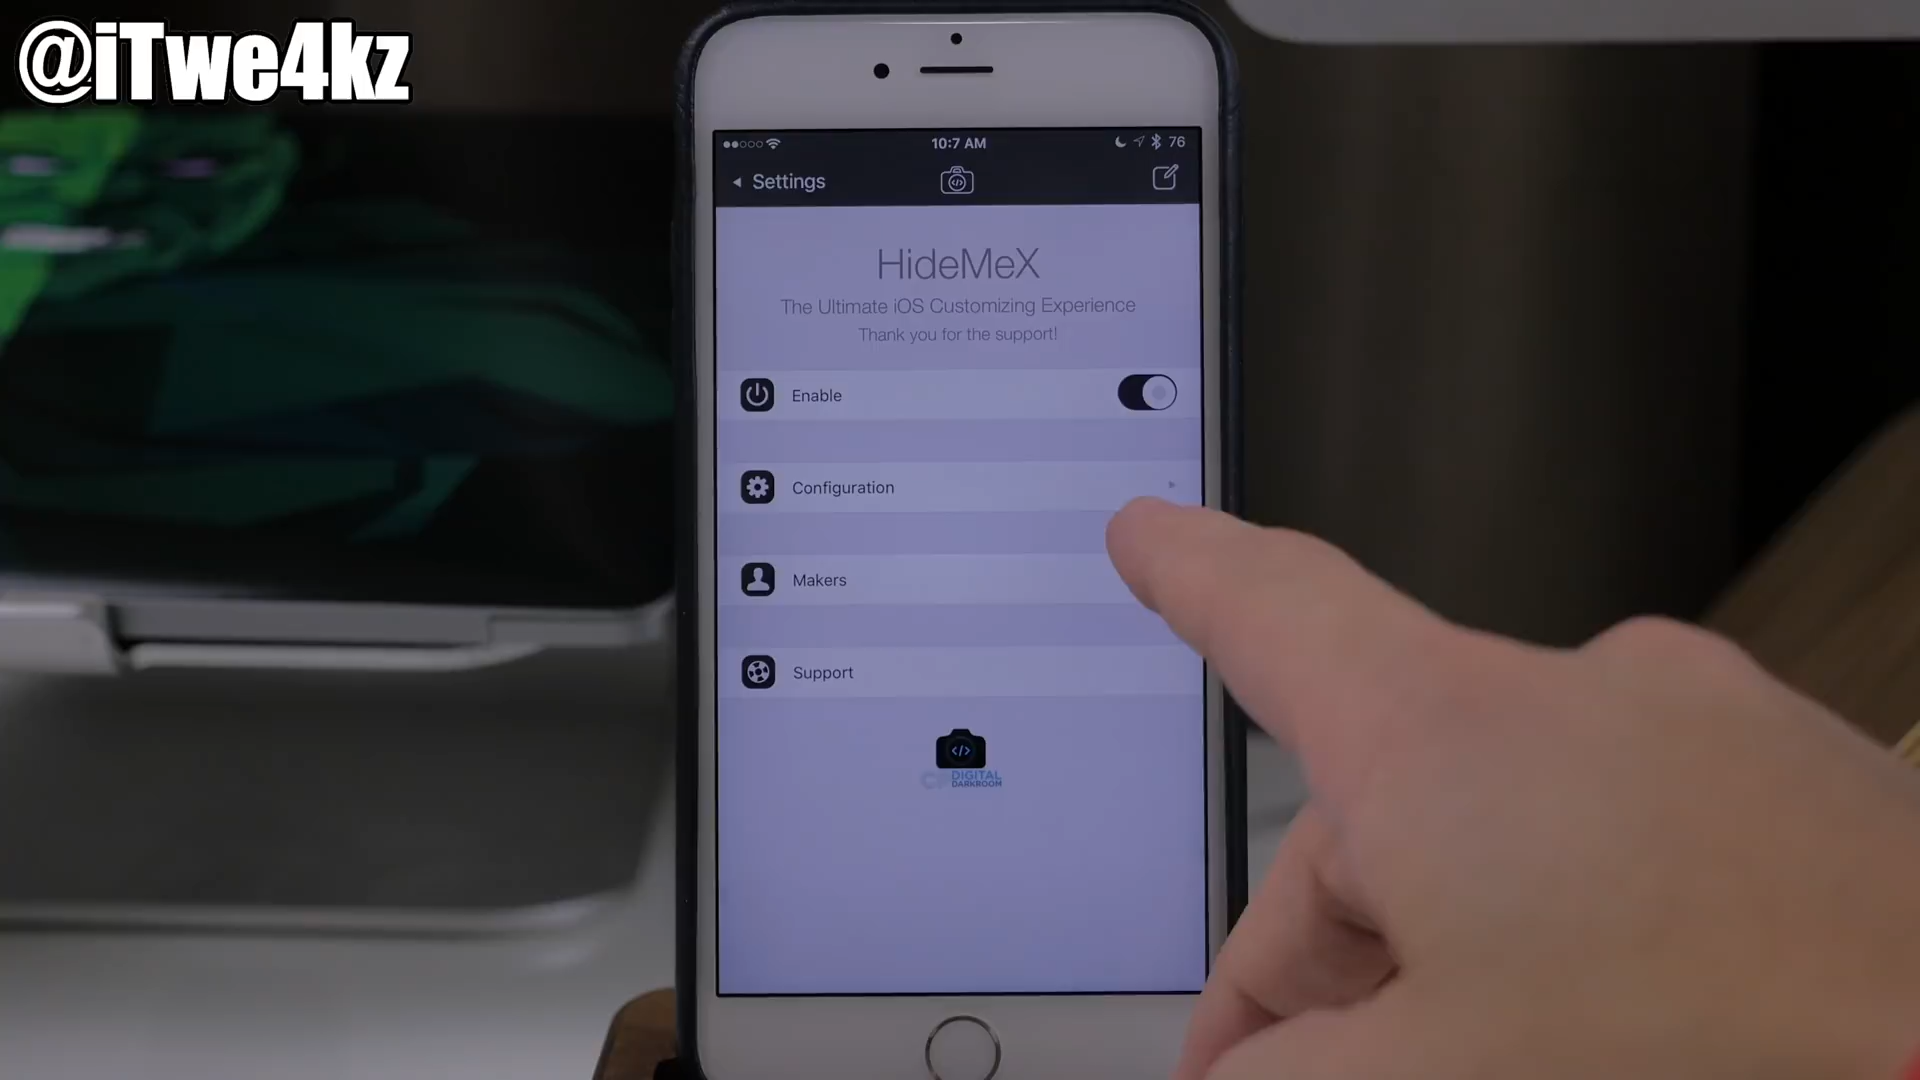 @iTwe4kz
10:7 AM
76
Settings
HideMeX
The Ultimate iOS Customizing Experience
Thank you for the support!
Enable
Configuration
Makers
Support
</>
DIGITAL
DARKROOM